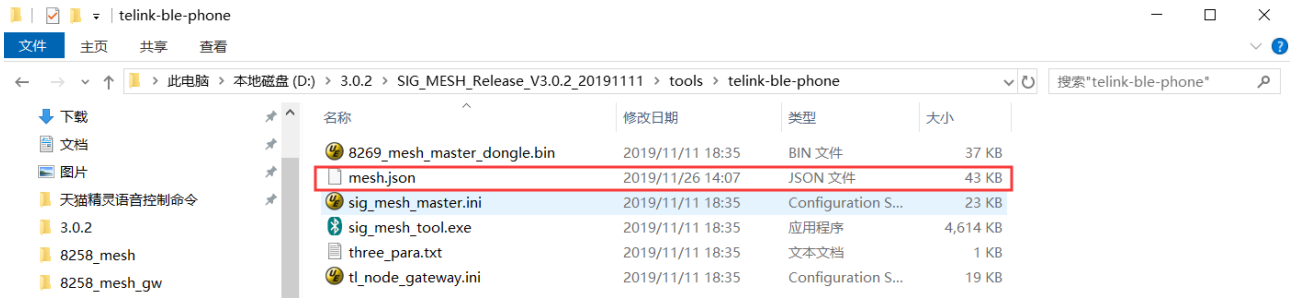 telink-ble-phone
文件 主页 共享 查看
此电脑 > 本地磁盘 (D:) > 3.0.2 > SIG_MESH_Release_V3.0.2_20191111 > tools > telink-ble-phone 搜索"telink-ble-phone"
下载 名称 修改日期 类型 大小
文档 8269_mesh_master_dongle.bin 2019/11/11 18:35 BIN 文件 37 KB
图片 mesh.json 2019/11/26 14:07 JSON 文件 43 KB
天猫精灵语音控制命令 sig_mesh_master.ini 2019/11/11 18:35 Configuration S... 23 KB
3.0.2 sig_mesh_tool.exe 2019/11/11 18:35 应用程序 4,614 KB
8258_mesh three_para.txt 2019/11/11 18:35 文本文档 1 KB
8258_mesh_gw tl_node_gateway.ini 2019/11/11 18:35 Configuration S... 19 KB